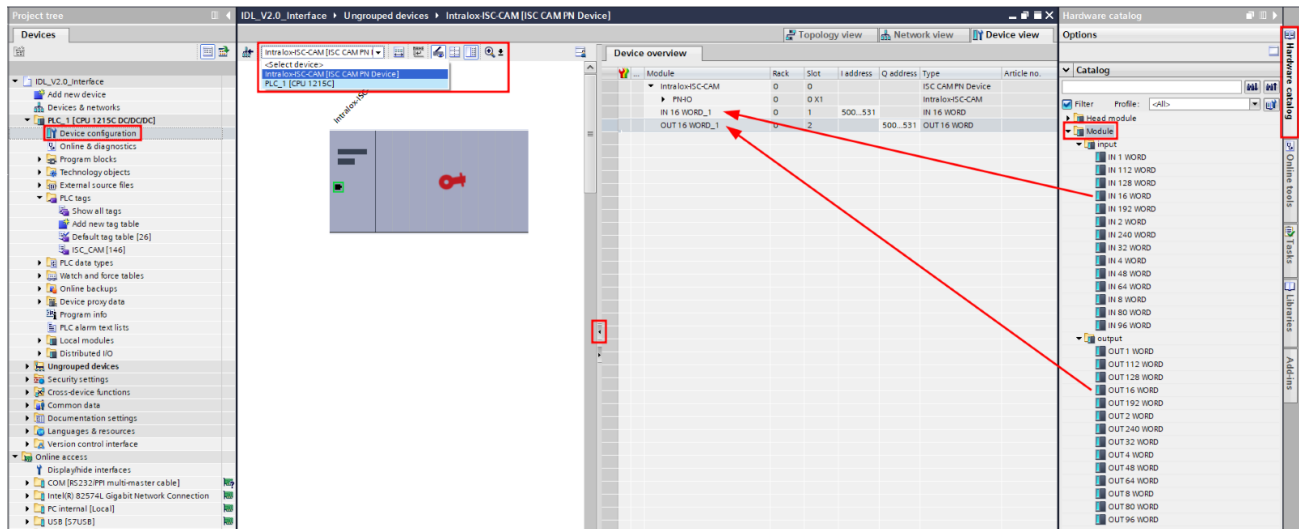 Project tree
IDL_V2.0_Interface ▸ Ungrouped devices ▸ Intralox-ISC-CAM [ISC CAM PN Device]
Hardware catalog
Devices
Topology view
Network view
Device view
Options
Intralox-ISC-CAM [ISC CAM PN
<Select device>
Intralox-ISC-CAM [ISC CAM PN Device]
PLC_1 [CPU 1215C]
Intralox-ISC
IDL_V2.0_Interface
Add new device
Devices & networks
PLC_1 [CPU 1215C DC/DC/DC]
Device configuration
Online & diagnostics
Program blocks
Technology objects
External source files
PLC tags
Show all tags
Add new tag table
Default tag table [26]
ISC_CAM [146]
PLC data types
Watch and force tables
Online backups
Device proxy data
Program info
PLC alarm text lists
Local modules
Distributed I/O
Ungrouped devices
Security settings
Cross-device functions
Common data
Documentation settings
Languages & resources
Version control interface
Online access
Display/hide interfaces
COM [RS232/PPI multi-master cable]
Intel(R) 82574L Gigabit Network Connection
PC internal [Local]
USB [S7USB]
Device overview
... Module Rack Slot I address Q address Type Article no.
Intralox-ISC-CAM 0 0 ISC CAM PN Device
PN-IO 0 0 X1 Intralox-ISC-CAM
IN 16 WORD_1 0 1 500...531 IN 16 WORD
OUT 16 WORD_1 0 2 500...531 OUT 16 WORD
Catalog
Filter Profile: <All>
Head module
Module
input
IN 1 WORD
IN 112 WORD
IN 128 WORD
IN 16 WORD
IN 192 WORD
IN 2 WORD
IN 240 WORD
IN 32 WORD
IN 4 WORD
IN 48 WORD
IN 64 WORD
IN 8 WORD
IN 80 WORD
IN 96 WORD
output
OUT 1 WORD
OUT 112 WORD
OUT 128 WORD
OUT 16 WORD
OUT 192 WORD
OUT 2 WORD
OUT 240 WORD
OUT 32 WORD
OUT 4 WORD
OUT 48 WORD
OUT 64 WORD
OUT 8 WORD
OUT 80 WORD
OUT 96 WORD
Hardware catalog
Online tools
Tasks
Libraries
Add-ins